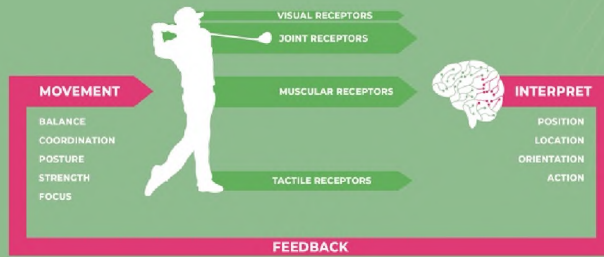 VISUAL RECEPTORS
JOINT RECEPTORS
MOVEMENT
MUSCULAR RECEPTORS
INTERPRET
BALANCE
COORDINATION
POSTURE
STRENGTH
FOCUS
POSITION
LOCATION
ORIENTATION
ACTION
TACTILE RECEPTORS
FEEDBACK